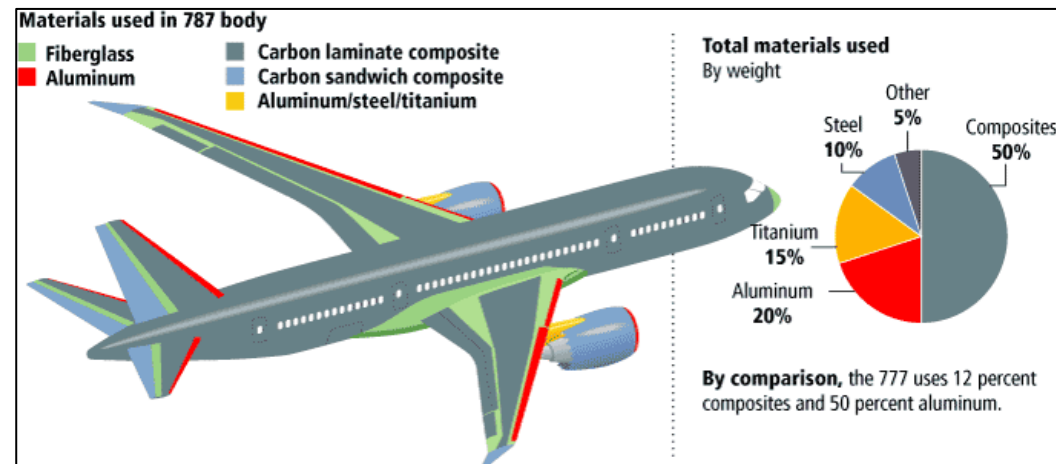 Materials used in 787 body
Fiberglass
Aluminum
Carbon laminate composite
Carbon sandwich composite
Aluminum/steel/titanium
Total materials used
By weight
Other
5%
Steel
10%
Composites
50%
Titanium
15%
Aluminum
20%
By comparison, the 777 uses 12 percent
composites and 50 percent aluminum.